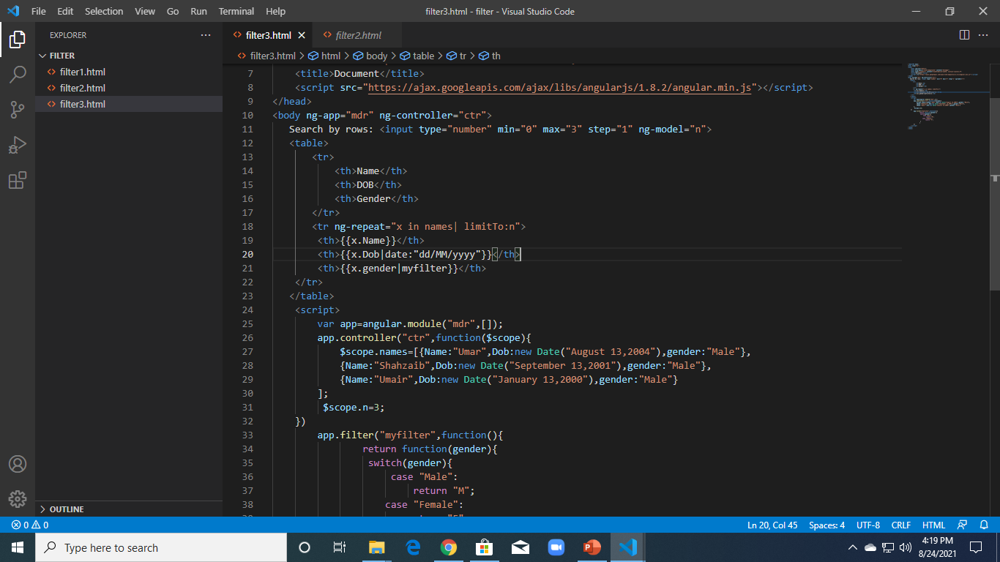 File Edit Selection View Go Run Terminal Help filter3.html - filter - Visual Studio Code
EXPLORER
FILTER
filter1.html
filter2.html
filter3.html
OUTLINE
filter3.html filter2.html
filter3.html > html > body > table > tr > th
7 <title>Document</title>
8 <script src="https://ajax.googleapis.com/ajax/libs/angularjs/1.8.2/angular.min.js"></script>
9 </head>
10 <body ng-app="mdr" ng-controller="ctr">
11 Search by rows: <input type="number" min="0" max="3" step="1" ng-model="n">
12 <table>
13 <tr>
14 <th>Name</th>
15 <th>DOB</th>
16 <th>Gender</th>
17 </tr>
18 <tr ng-repeat="x in names| limitTo:n">
19 <th>{{x.Name}}</th>
20 <th>{{x.Dob|date:"dd/MM/yyyy"}}</th>
21 <th>{{x.gender|myfilter}}</th>
22 </tr>
23 </table>
24 <script>
25 var app=angular.module("mdr",[]);
26 app.controller("ctr",function($scope){
27 $scope.names=[{Name:"Umar",Dob:new Date("August 13,2004"),gender:"Male"},
28 {Name:"Shahzaib",Dob:new Date("September 13,2001"),gender:"Male"},
29 {Name:"Umair",Dob:new Date("January 13,2000"),gender:"Male"}
30 ];
31 $scope.n=3;
32 })
33 app.filter("myfilter",function(){
34 return function(gender){
35 switch(gender){
36 case "Male":
37 return "M";
38 case "Female":
0 0 Ln 20, Col 45 Spaces: 4 UTF-8 CRLF HTML
Type here to search
4:19 PM
8/24/2021